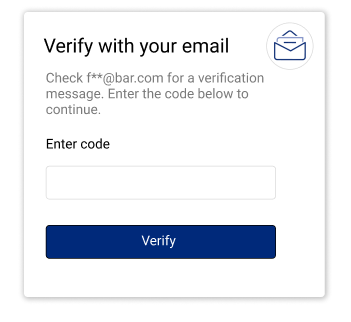 Verify with your email
Check f**@bar.com for a verification
message. Enter the code below to
continue.
Enter code
Verify